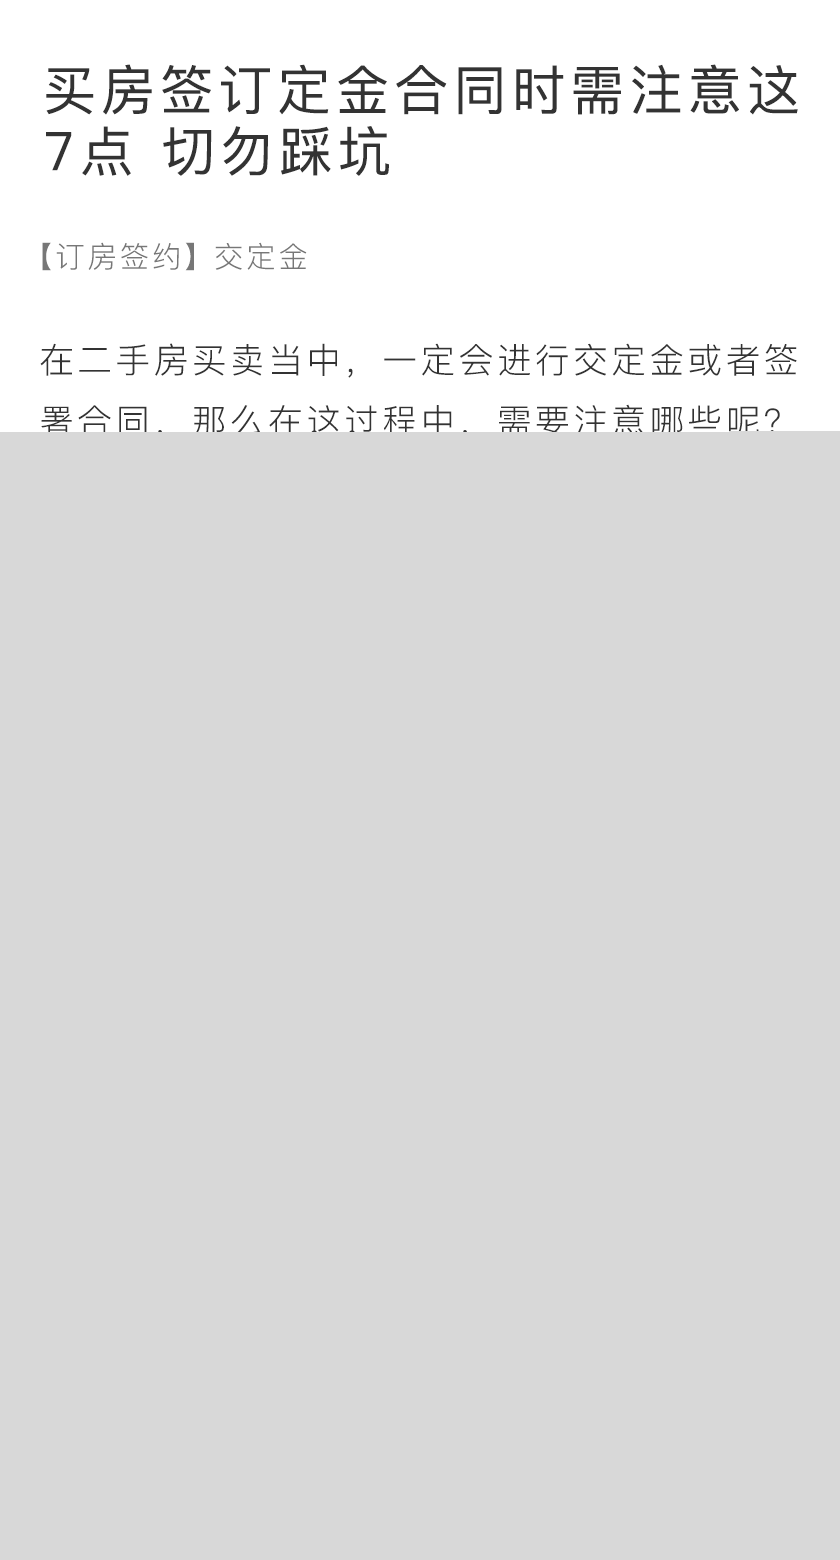 买房签订定金合同时需注意这
7点 切勿踩坑
【订房签约】交定金
在二手房买卖当中，一定会进行交定金或者签
署合同，那么在这过程中，需要注意哪些呢？